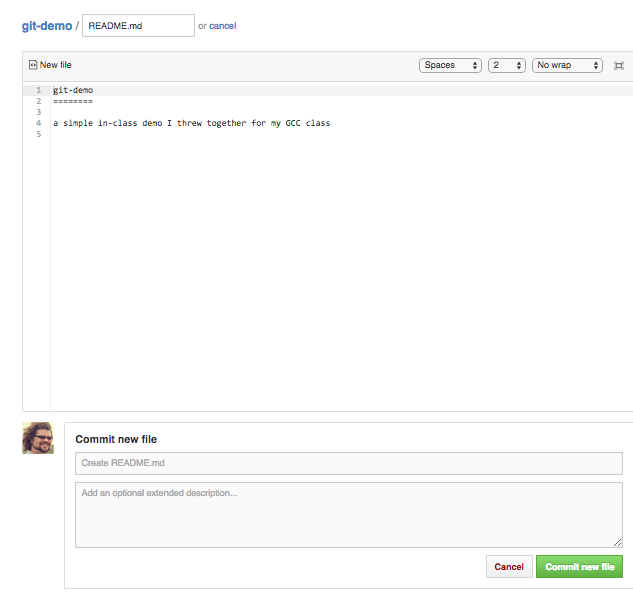 git-demo / README.md or cancel
New file Spaces 2 No wrap
1 git-demo
2 ========
3
4 a simple in-class demo I threw together for my GCC class
5
Commit new file
Create README.md
Add an optional extended description...
Cancel Commit new file